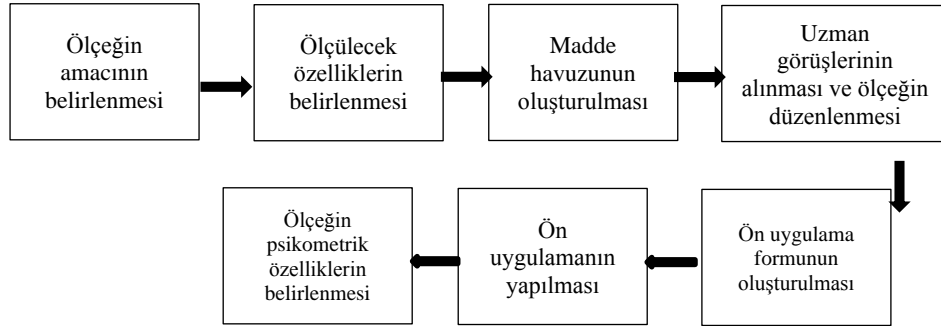 Ölçeğin
amacının
belirlenmesi
Ölçülecek
özelliklerin
belirlenmesi
Madde
havuzunun
oluşturulması
Uzman
görüşlerinin
alınması ve ölçeğin
düzenlenmesi
Ön uygulama
formunun
oluşturulması
Ön
uygulamanın
yapılması
Ölçeğin
psikometrik
özelliklerin
belirlenmesi